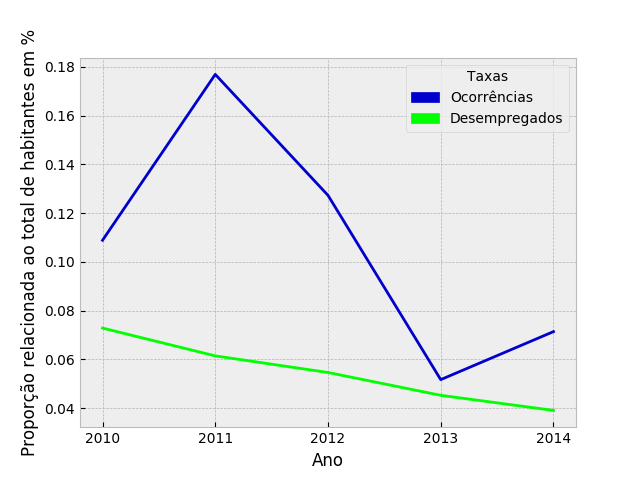 Proporção relacionada ao total de habitantes em %
0.18
0.16
0.14
0.12
0.10
0.08
0.06
0.04
Taxas
Ocorrências
Desempregados
2010 2011 2012 2013 2014
Ano